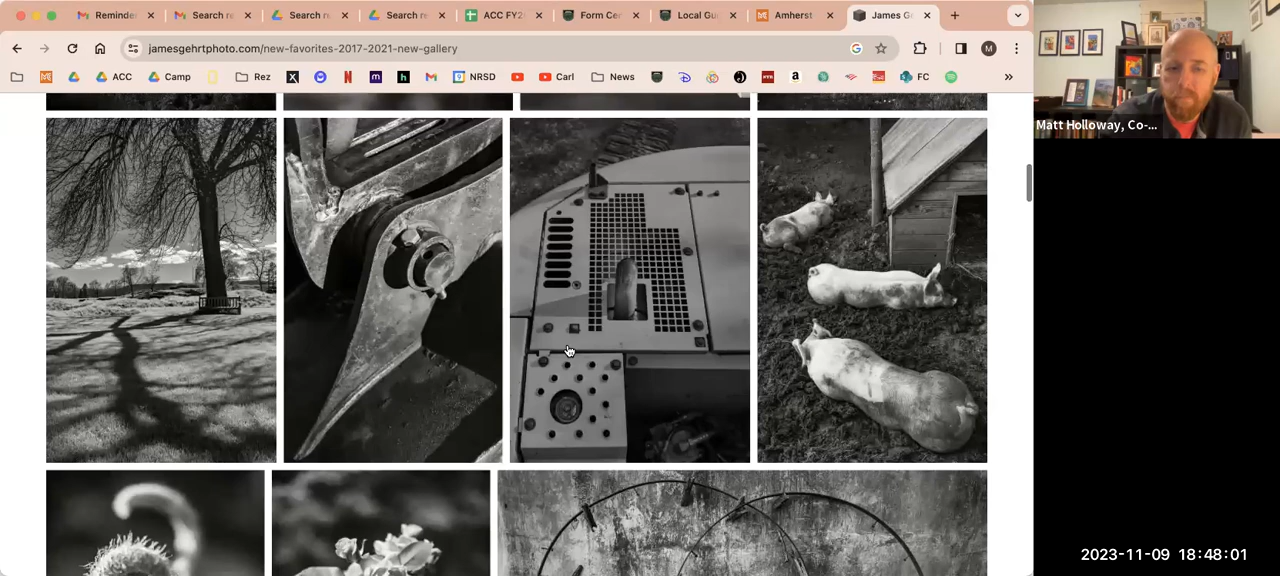 Reminder
Search re
Search re
Search re
ACC FY2
Form Cer
Local Gu
Amherst
James Ge
jamesgehrtphoto.com/new-favorites-2017-2021-new-gallery
M
ACC
Camp
Rez
NRSD
Carl
News
FC
Matt Holloway, Co-...
2023-11-09 18:48:01